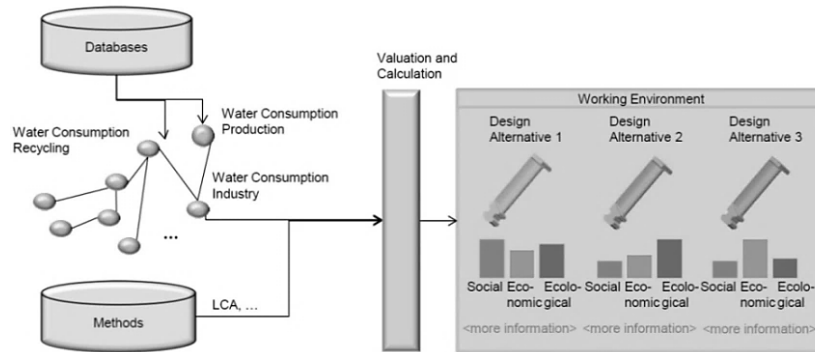 Databases
Water Consumption
Production
Water Consumption
Recycling
Water Consumption
Industry
...
Methods
LCA, ...
Valuation and
Calculation
Working Environment
Design
Alternative 1
Design
Alternative 2
Design
Alternative 3
Social Eco- Ecolo-
nomic gical
Social Eco- Ecolo-
nomic gical
Social Eco- Ecolo-
nomic gical
<more information> <more information> <more information>